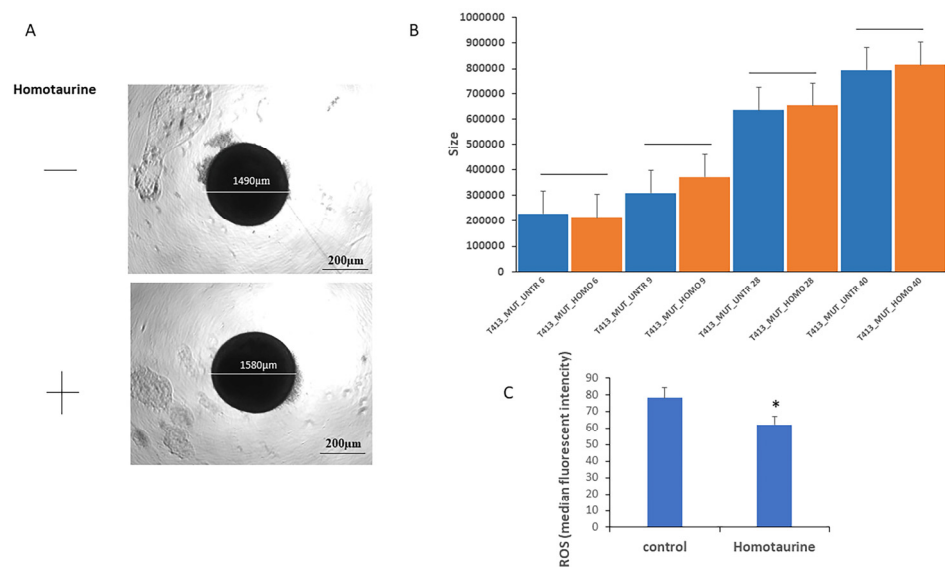 A
Homotaurine
1490µm
200µm
1580µm
200µm
B
Size
1000000
900000
800000
700000
600000
500000
400000
300000
200000
100000
0
T413_MUT_UNTR 6
T413_MUT_HOMO 6
T413_MUT_UNTR 9
T413_MUT_HOMO 9
T413_MUT_UNTR 28
T413_MUT_HOMO 28
T413_MUT_UNTR 40
T413_MUT_HOMO 40
C
ROS (median fluorescent intencity)
90
80
70
60
50
40
30
20
10
0
*
control
Homotaurine